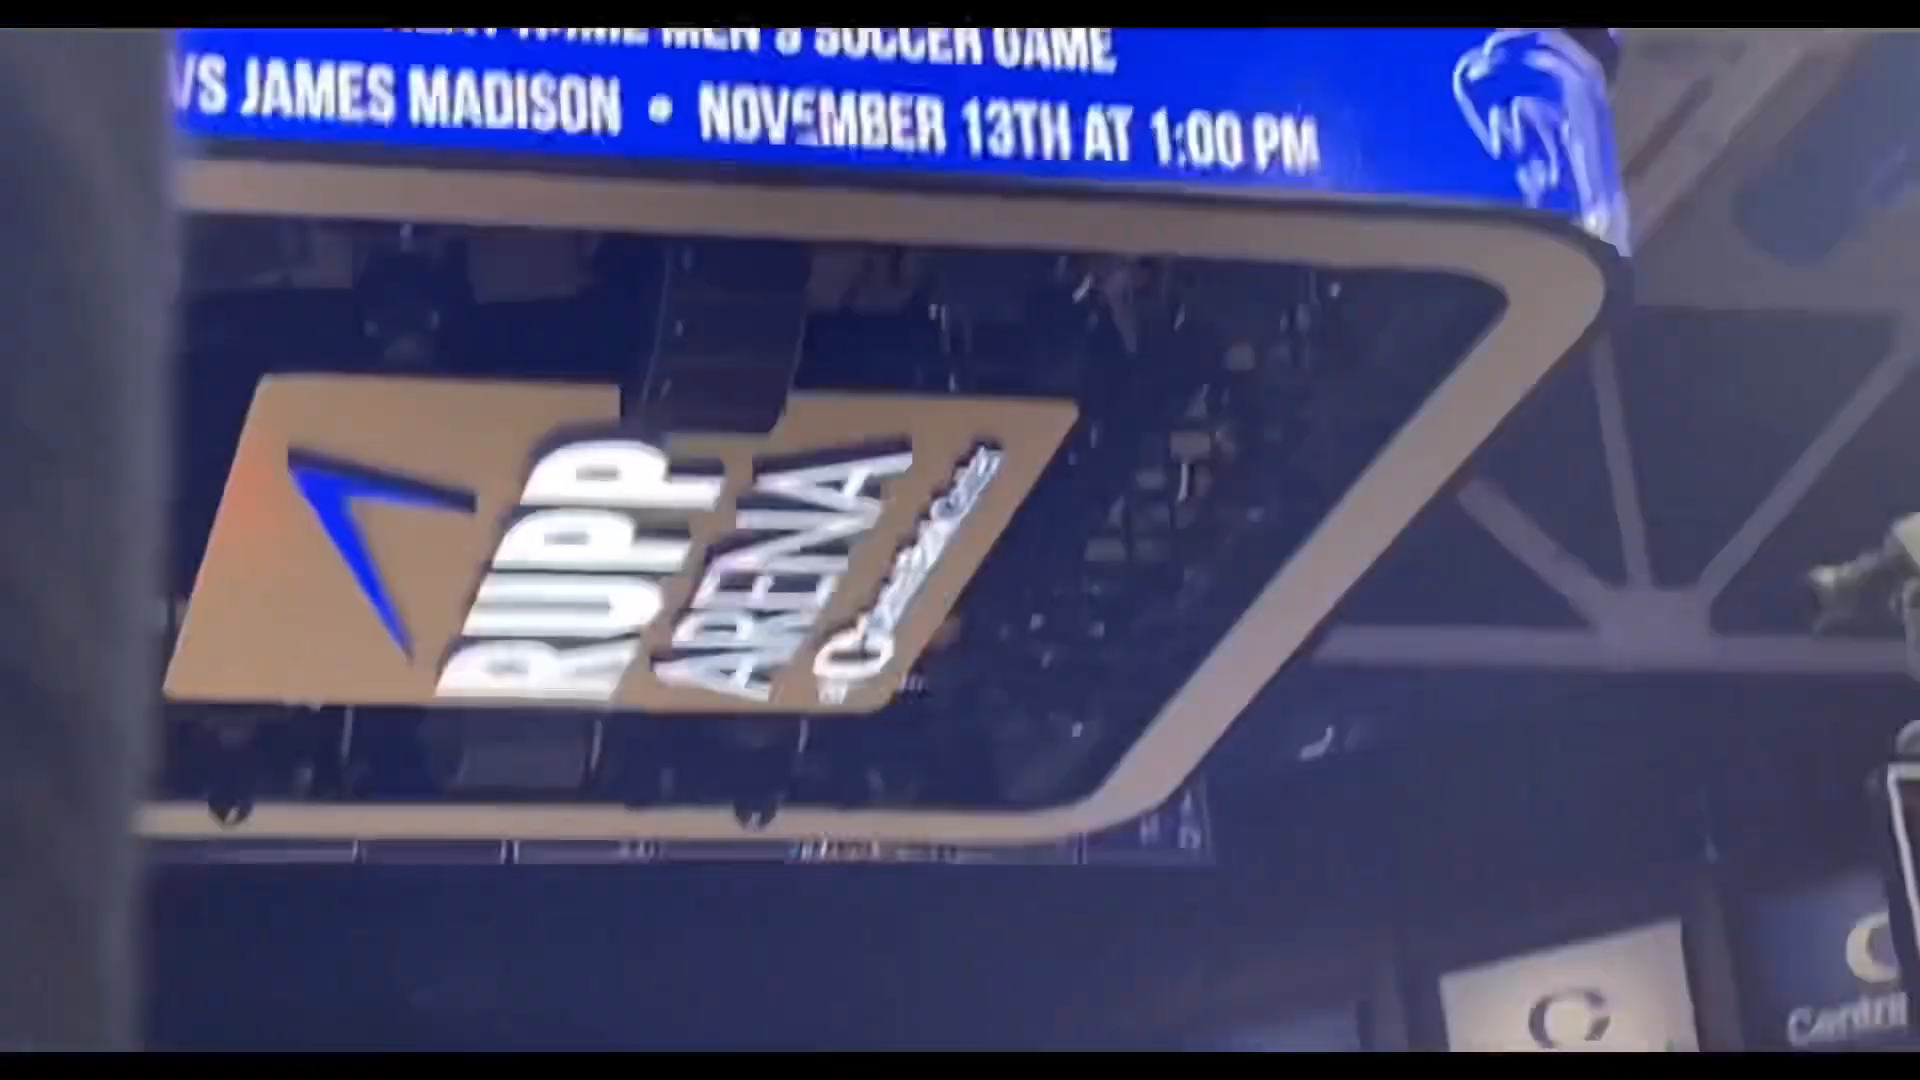 MEN'S SOCCER GAME
VS JAMES MADISON • NOVEMBER 13TH AT 1:00 PM
RUPP
ARENA
C
C
Central